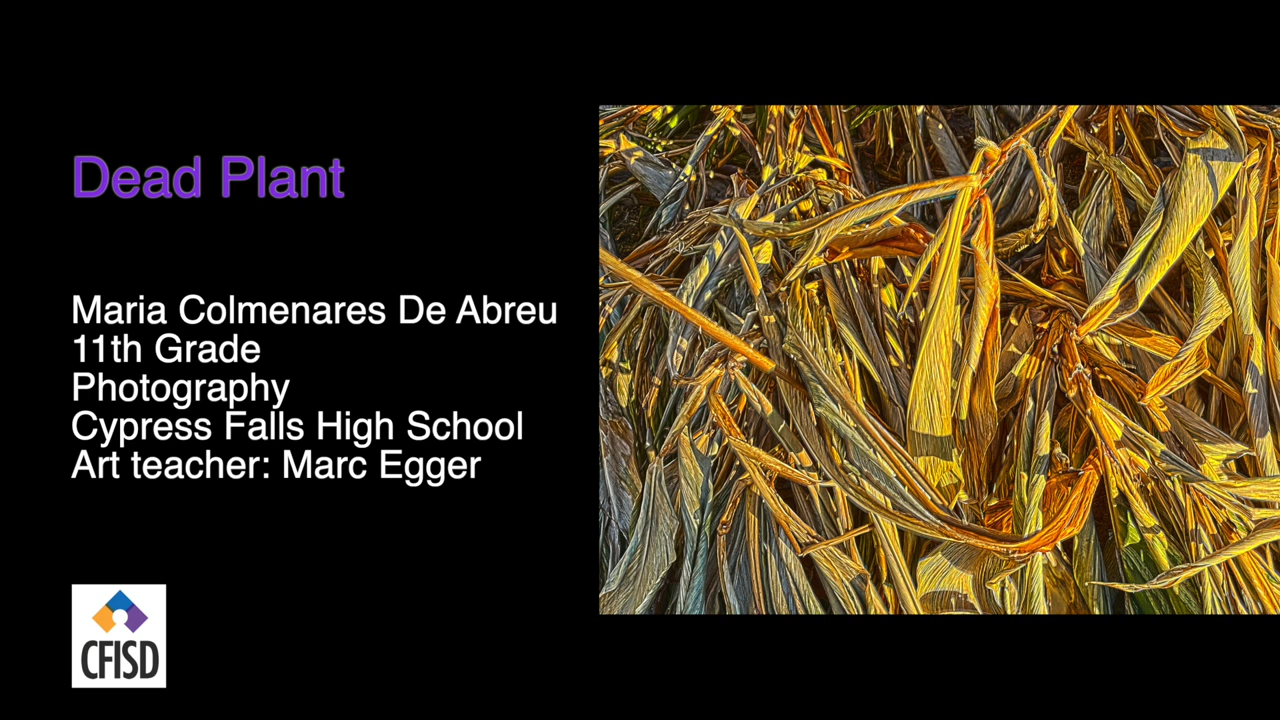 Dead Plant
Maria Colmenares De Abreu
11th Grade
Photography
Cypress Falls High School
Art teacher: Marc Egger
CFISD